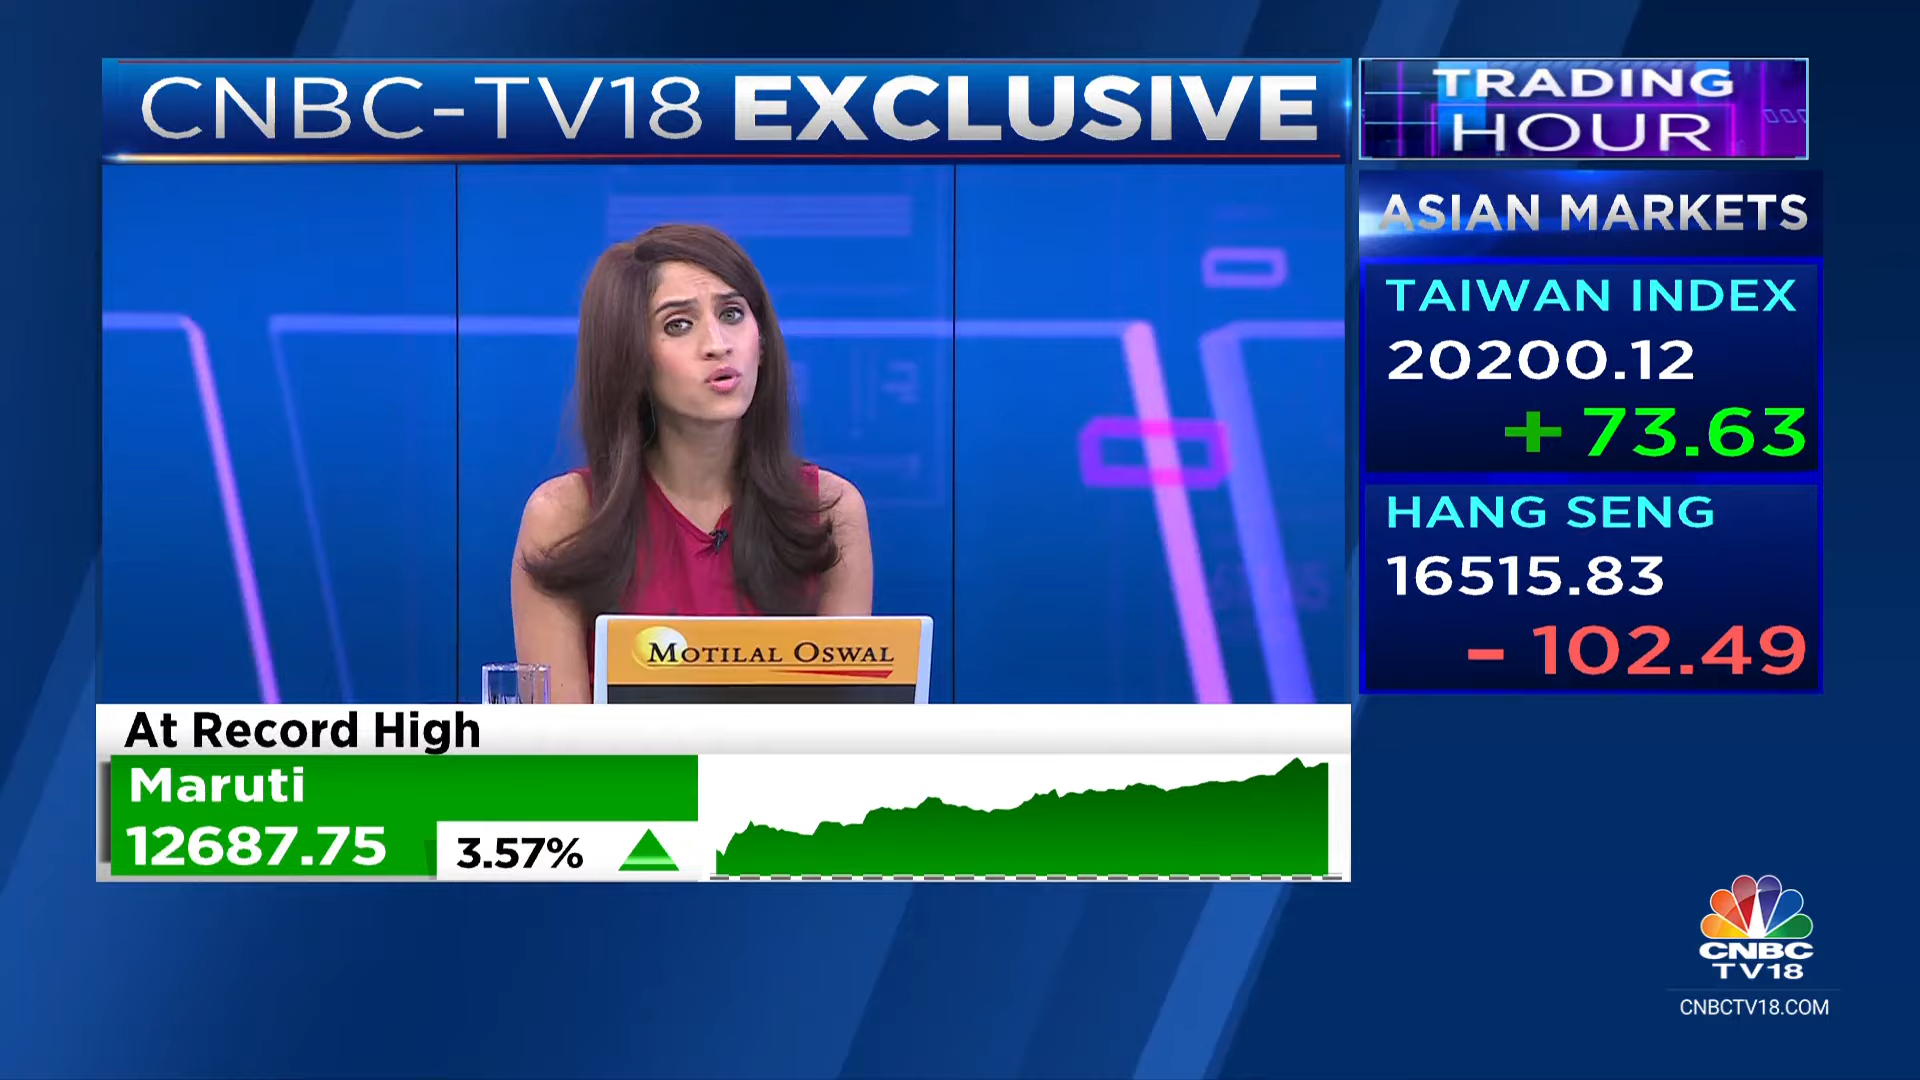 CNBC-TV18 EXCLUSIVE
TRADING
HOUR
ASIAN MARKETS
TAIWAN INDEX
20200.12
+ 73.63
HANG SENG
16515.83
- 102.49
MOTILAL OSWAL
At Record High
Maruti
12687.75
3.57%
CNBC
TV18
CNBCTV18.COM